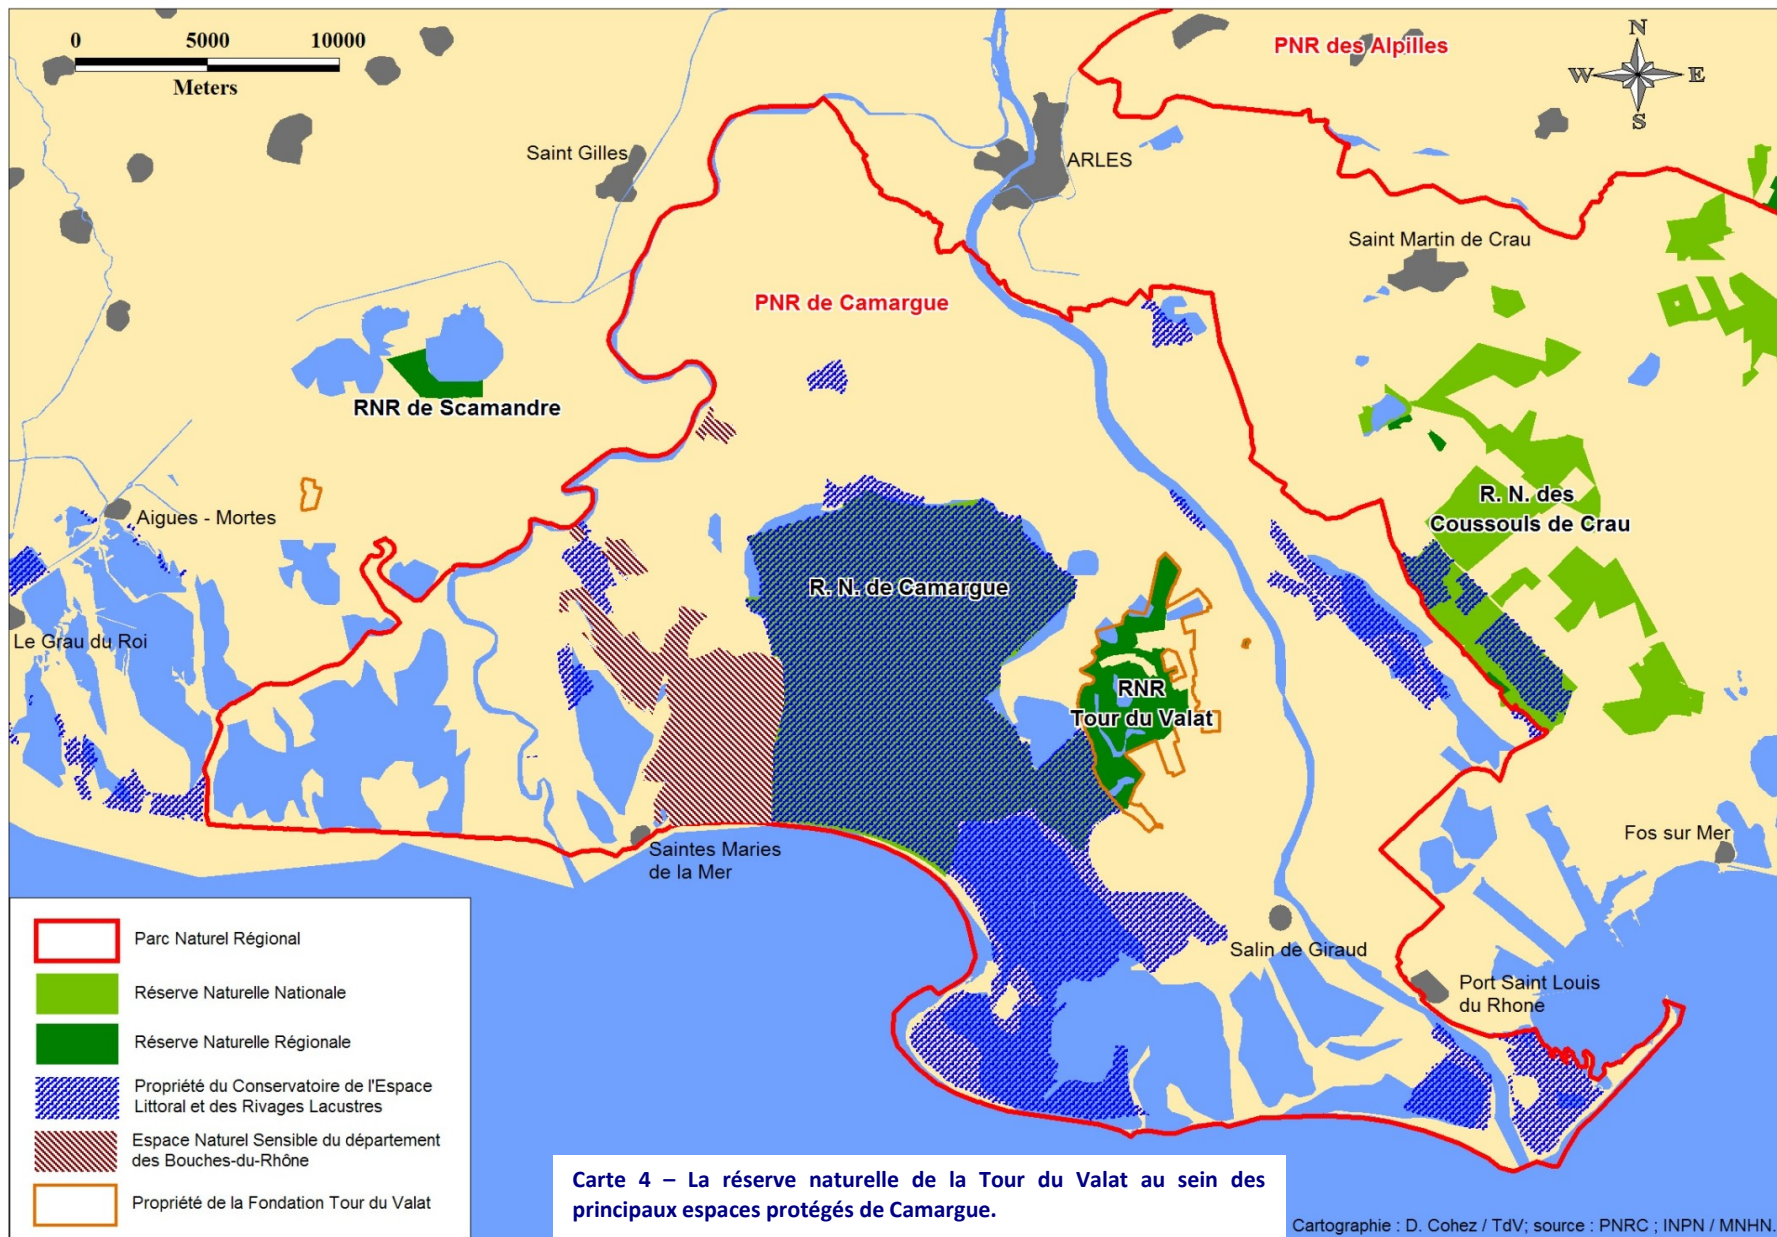 0 5000 10000
Meters
PNR des Alpilles
N
W E
S
Saint Gilles
ARLES
Saint Martin de Crau
PNR de Camargue
RNR de Scamandre
Aigues - Mortes
R. N. des
Coussouls de Crau
R. N. de Camargue
Le Grau du Roi
RNR
Tour du Valat
Saintes Maries
de la Mer
Fos sur Mer
Salin de Giraud
Port Saint Louis
du Rhone
Parc Naturel Régional
Réserve Naturelle Nationale
Réserve Naturelle Régionale
Propriété du Conservatoire de l'Espace
Littoral et des Rivages Lacustres
Espace Naturel Sensible du département
des Bouches-du-Rhône
Propriété de la Fondation Tour du Valat
Carte 4 – La réserve naturelle de la Tour du Valat au sein des
principaux espaces protégés de Camargue.
Cartographie : D. Cohez / TdV; source : PNRC ; INPN / MNHN.